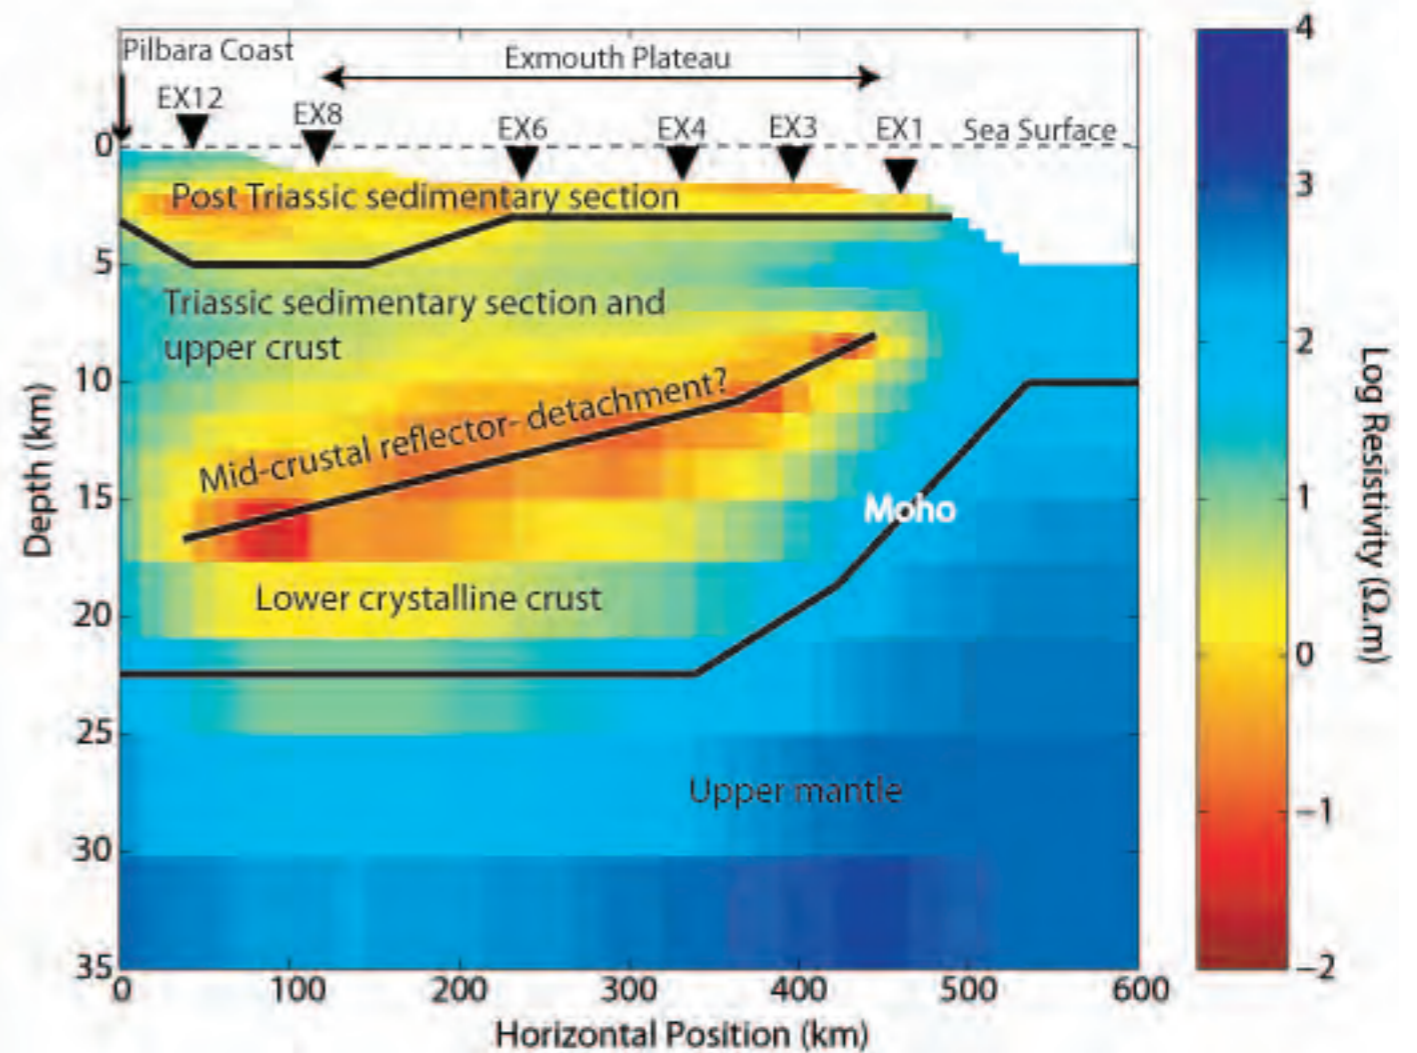 Pilbara Coast
Exmouth Plateau
EX12
EX8
EX6
EX4
EX3
EX1
Sea Surface
Post Triassic sedimentary section
Triassic sedimentary section and
upper crust
Mid-crustal reflector- detachment?
Moho
Lower crystalline crust
Upper mantle
Depth (km)
0
5
10
15
20
25
30
35
0
100
200
300
400
500
600
Horizontal Position (km)
4
3
2
1
0
−1
−2
Log Resistivity (Ω.m)